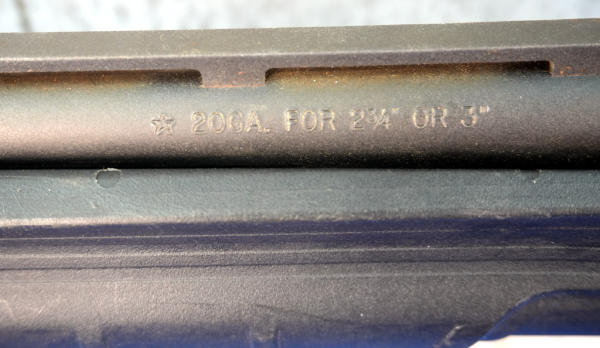 ☆ 20GA. FOR 2¾" OR 3"